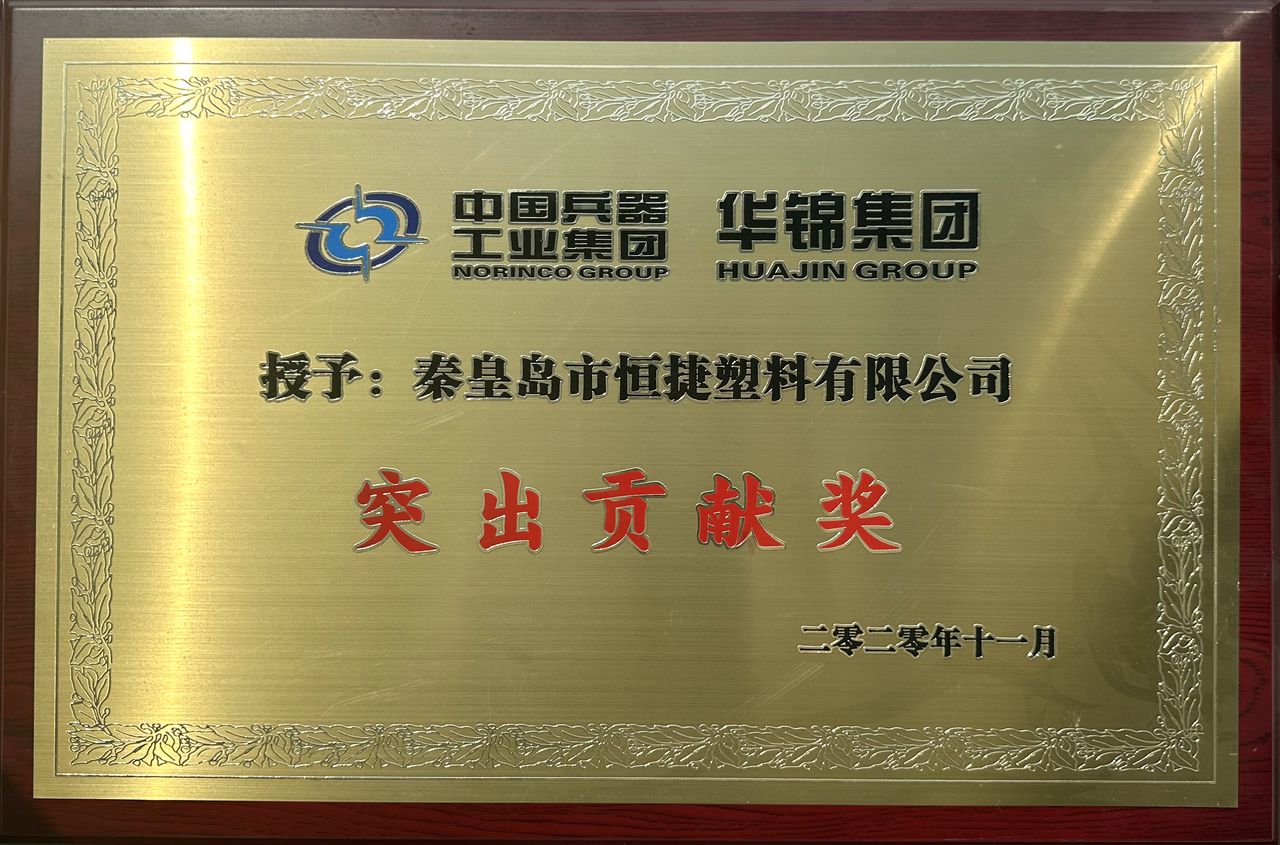 中国兵器
工业集团
NORINCO GROUP
华锦集团
HUAJIN GROUP
授予：秦皇岛市恒捷塑料有限公司
突出贡献奖
二零二零年十一月